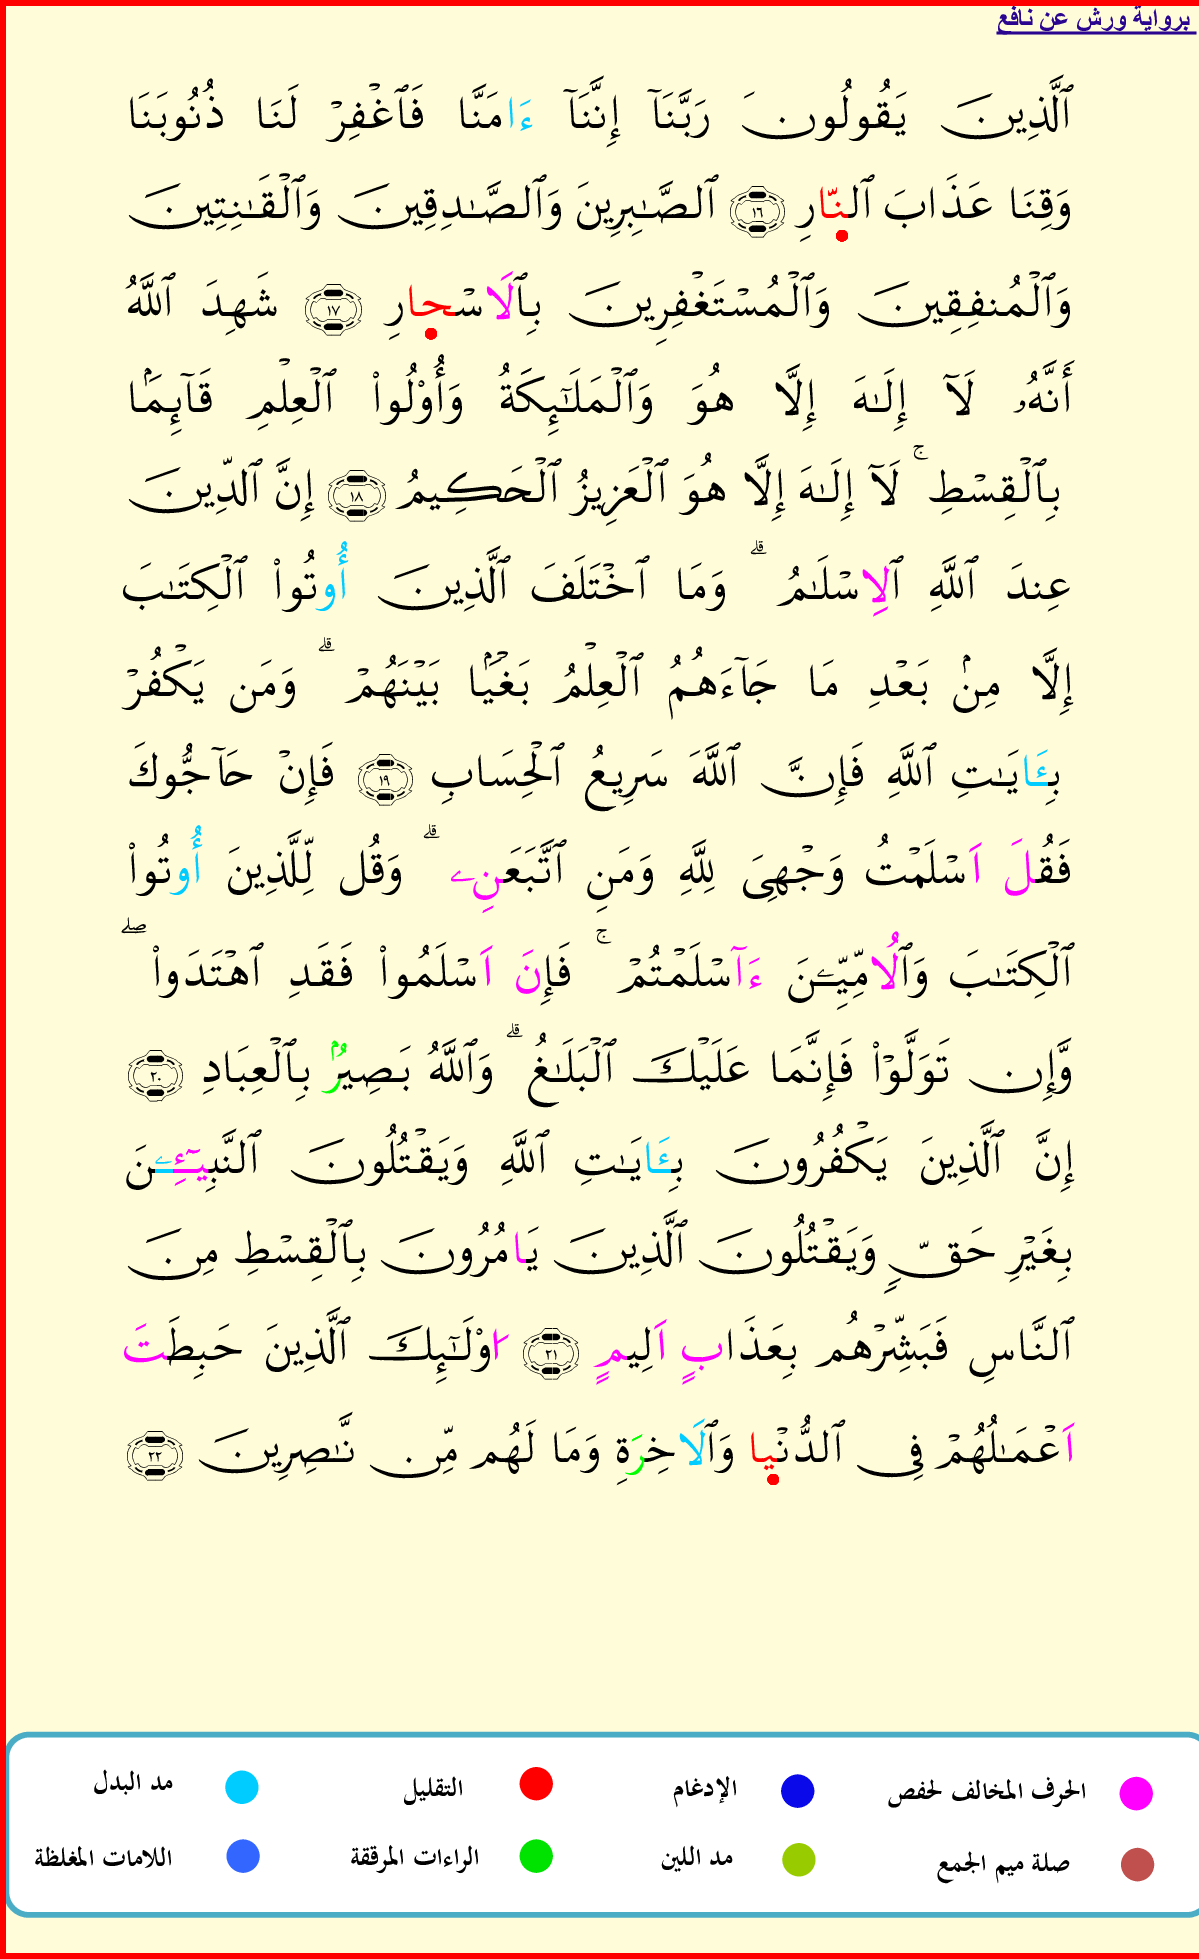 برواية ورش عن نافع
ٱلَّذِينَ يَقُولُونَ رَبَّنَآ إِنَّنَآ ءَامَنَّا فَٱغْفِرْ لَنَا ذُنُوبَنَا
وَقِنَا عَذَابَ ٱلنّ۪ارِ ١٦ ٱلصَّٰبِرِينَ وَٱلصَّٰدِقِينَ وَٱلْقَٰنِتِينَ
وَٱلْمُنفِقِينَ وَٱلْمُسْتَغْفِرِينَ بِٱلَاسْح۪ارِ ١٧ شَهِدَ ٱللَّهُ
أَنَّهُۥ لَآ إِلَٰهَ إِلَّا هُوَ وَٱلْمَلَٰٓئِكَةُ وَأُوْلُواْ ٱلْعِلْمِ قَآئِمَۢا
بِٱلْقِسْطِ ۚ لَآ إِلَٰهَ إِلَّا هُوَ ٱلْعَزِيزُ ٱلْحَكِيمُ ١٨ إِنَّ ٱلدِّينَ
عِندَ ٱللَّهِ ٱلِاسْلَٰمُ ۗ وَمَا ٱخْتَلَفَ ٱلَّذِينَ أُوتُواْ ٱلْكِتَٰبَ
إِلَّا مِنۢ بَعْدِ مَا جَآءَهُمُ ٱلْعِلْمُ بَغْيَۢا بَيْنَهُمْ ۗ وَمَن يَكْفُرْ
بِـَٔايَٰتِ ٱللَّهِ فَإِنَّ ٱللَّهَ سَرِيعُ ٱلْحِسَابِ ١٩ فَإِنْ حَآجُّوكَ
فَقُلَ اَسْلَمْتُ وَجْهِىَ لِلَّهِ وَمَنِ ٱتَّبَعَنِۦ ۗ وَقُل لِّلَّذِينَ أُوتُواْ
ٱلْكِتَٰبَ وَٱلُامِّيِّـۧنَ ءَآسْلَمْتُمْ ۚ فَإِنَ اَسْلَمُواْ فَقَدِ ٱهْتَدَواْ ۖ
وَّإِن تَوَلَّوْاْ فَإِنَّمَا عَلَيْكَ ٱلْبَلَٰغُ ۗ وَٱللَّهُ بَصِيرُۢ بِٱلْعِبَادِ ٢٠
إِنَّ ٱلَّذِينَ يَكْفُرُونَ بِـَٔايَٰتِ ٱللَّهِ وَيَقْتُلُونَ ٱلنَّبِيٓـِٕۧنَ
بِغَيْرِ حَقٍّ وَيَقْتُلُونَ ٱلَّذِينَ يَامُرُونَ بِٱلْقِسْطِ مِنَ
ٱلنَّاسِ فَبَشِّرْهُم بِعَذَابٍ اَلِيمٍ ٢١ ا۟وْلَٰٓئِكَ ٱلَّذِينَ حَبِطَتَ
اَعْمَٰلُهُمْ فِى ٱلدُّنْي۪ا وَٱلَاخِرَةِ وَمَا لَهُم مِّن نَّٰصِرِينَ ٢٢
الحرف المخالف لحفص الإدغام التقليل مد البدل
صلة ميم الجمع مد اللين الراءات المرققة اللامات المغلظة